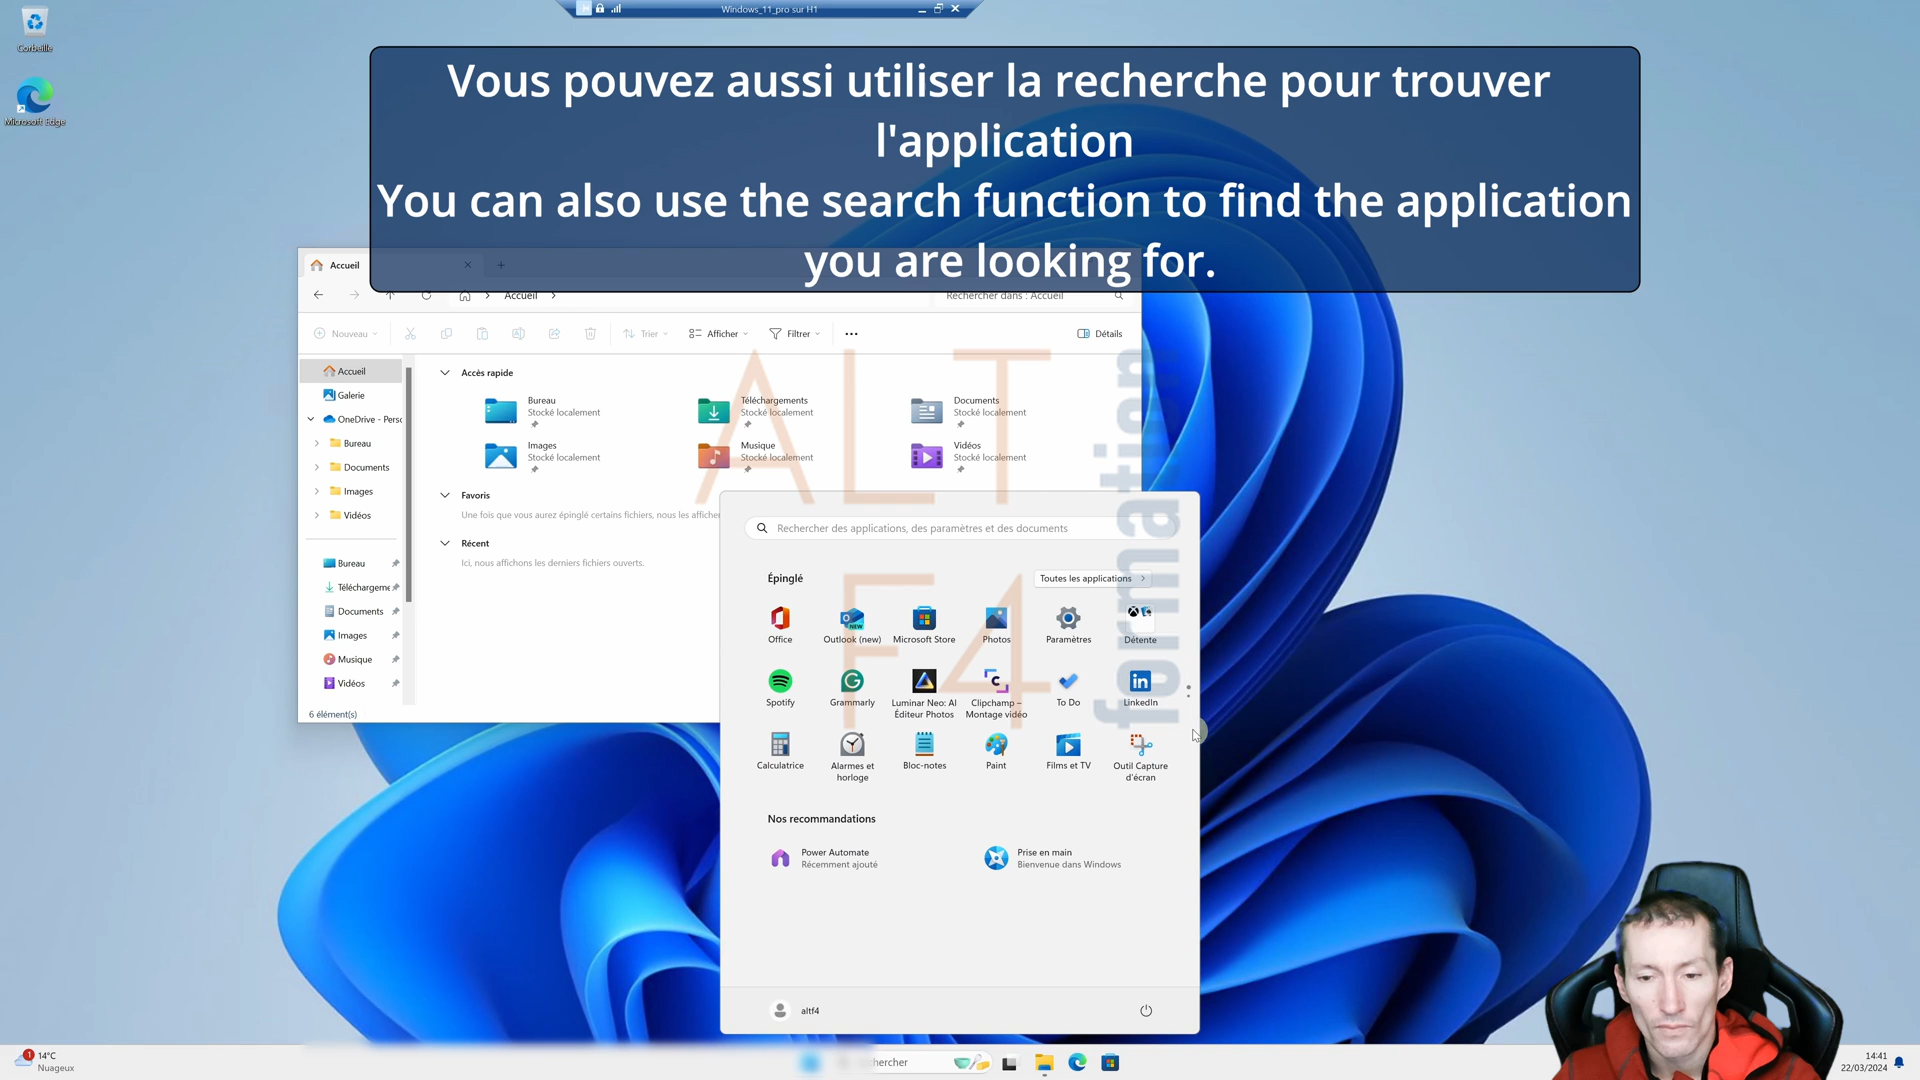 Windows_11_pro sur H1
Corbeille
Microsoft Edge
Vous pouvez aussi utiliser la recherche pour trouver
l'application
You can also use the search function to find the application
you are looking for.
Accueil
Accueil
Rechercher dans : Accueil
Nouveau
Trier
Afficher
Filtrer
Détails
Accueil
Galerie
OneDrive - Perso
Bureau
Documents
Images
Vidéos
Bureau
Téléchargeme
Documents
Images
Musique
Vidéos
6 élément(s)
Accès rapide
Bureau
Stocké localement
Téléchargements
Stocké localement
Documents
Stocké localement
Images
Stocké localement
Musique
Stocké localement
Vidéos
Stocké localement
Favoris
Une fois que vous aurez épinglé certains fichiers, nous les afficher
Récent
Ici, nous affichons les derniers fichiers ouverts.
ALT
F4
formation
Rechercher des applications, des paramètres et des documents
Épinglé
Toutes les applications
Office
Outlook (new)
Microsoft Store
Photos
Paramètres
Détente
Spotify
Grammarly
Luminar Neo: AI
Éditeur Photos
Clipchamp –
Montage vidéo
To Do
LinkedIn
Calculatrice
Alarmes et
horloge
Bloc-notes
Paint
Films et TV
Outil Capture
d'écran
Nos recommandations
Power Automate
Récemment ajouté
Prise en main
Bienvenue dans Windows
altf4
1
14°C
Nuageux
chercher
14:41
22/03/2024